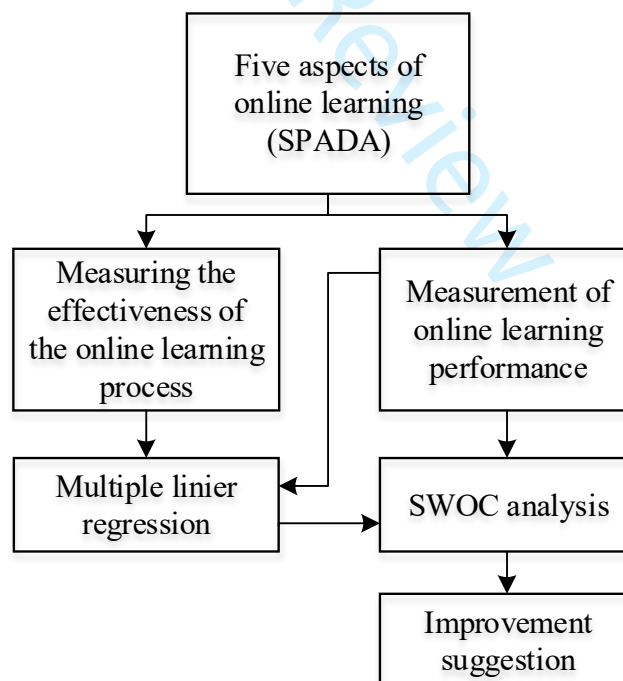 Five aspects of
online learning
(SPADA)
Review
Measuring the
effectiveness of
the online learning
process
Measurement of
online learning
performance
Multiple linier
regression
SWOC analysis
Improvement
suggestion